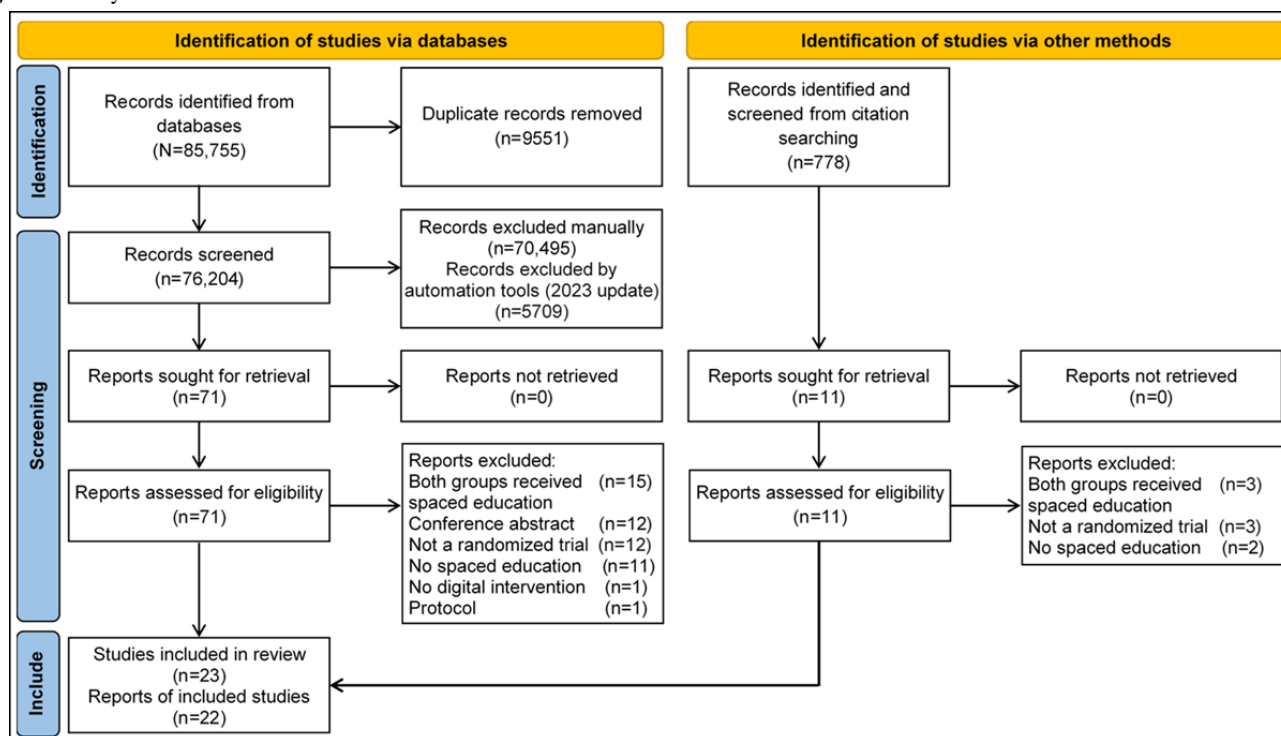 Identification of studies via databases
Identification of studies via other methods
Identification
Records identified from
databases
(N=85,755)
Duplicate records removed
(n=9551)
Records identified and
screened from citation
searching
(n=778)
Screening
Records screened
(n=76,204)
Records excluded manually
(n=70,495)
Records excluded by
automation tools (2023 update)
(n=5709)
Reports sought for retrieval
(n=71)
Reports not retrieved
(n=0)
Reports sought for retrieval
(n=11)
Reports not retrieved
(n=0)
Reports assessed for eligibility
(n=71)
Reports excluded:
Both groups received (n=15)
spaced education
Conference abstract (n=12)
Not a randomized trial (n=12)
No spaced education (n=11)
No digital intervention (n=1)
Protocol (n=1)
Reports assessed for eligibility
(n=11)
Reports excluded:
Both groups received (n=3)
spaced education
Not a randomized trial (n=3)
No spaced education (n=2)
Include
Studies included in review
(n=23)
Reports of included studies
(n=22)